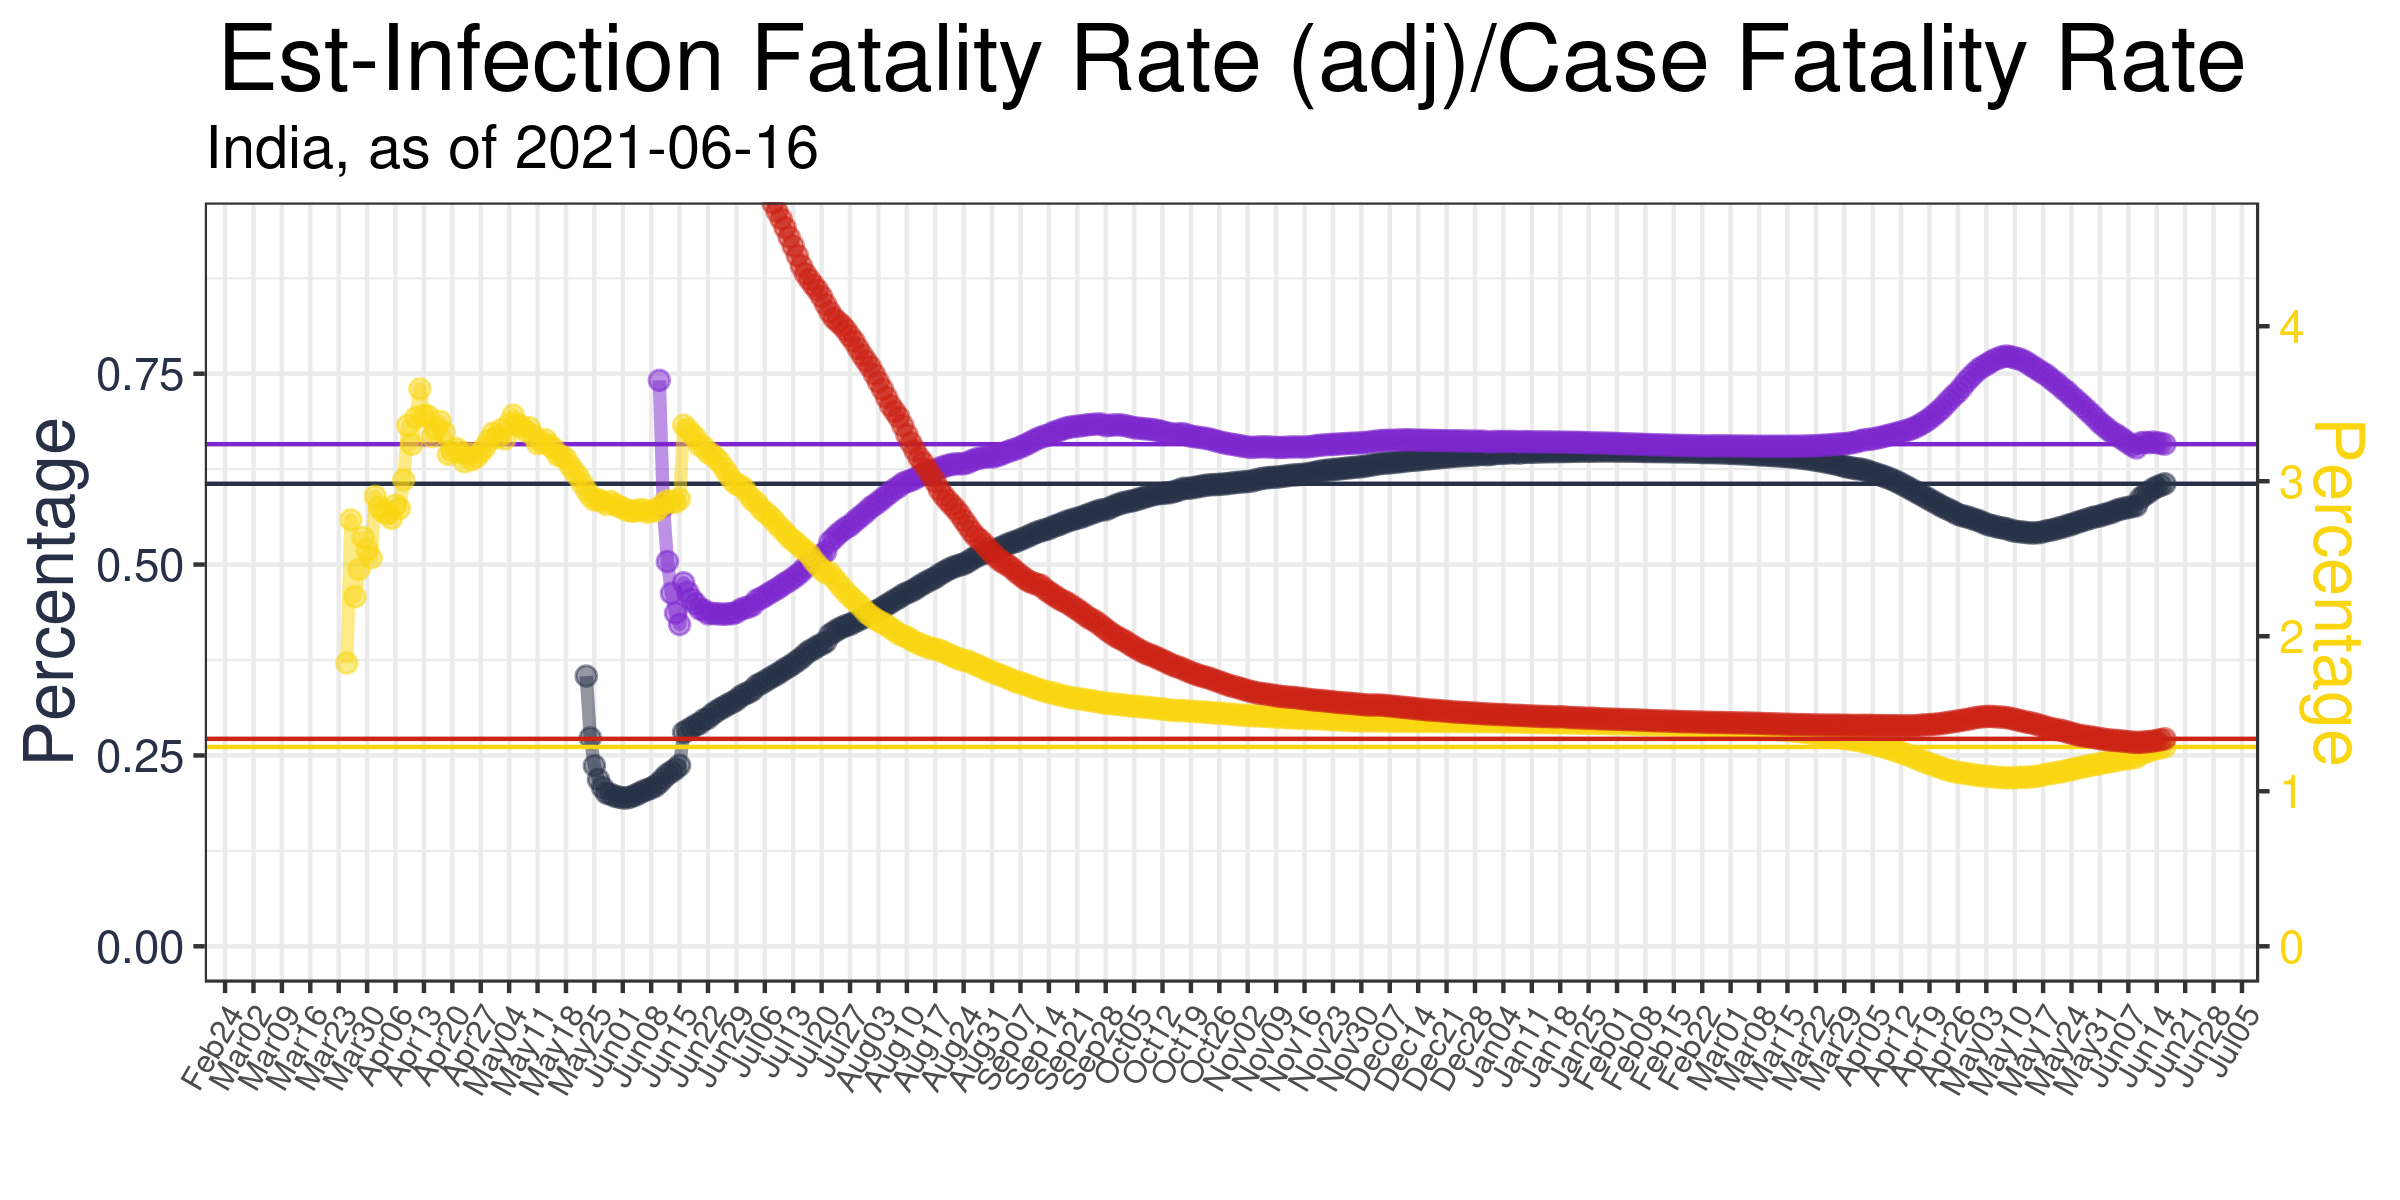 Est-Infection Fatality Rate (adj)/Case Fatality Rate
India, as of 2021-06-16
Percentage
0.75
0.50
0.25
0.00
4
3
2
1
0
Percentage
Feb24 Mar02 Mar09 Mar16 Mar23 Mar30 Apr06 Apr13 Apr20 Apr27 May04 May11 May18 May25 Jun01 Jun08 Jun15 Jun22 Jun29 Jul06 Jul13 Jul20 Jul27 Aug03 Aug10 Aug17 Aug24 Aug31 Sep07 Sep14 Sep21 Sep28 Oct05 Oct12 Oct19 Oct26 Nov02 Nov09 Nov16 Nov23 Nov30 Dec07 Dec14 Dec21 Dec28 Jan04 Jan11 Jan18 Jan25 Feb01 Feb08 Feb15 Feb22 Mar01 Mar08 Mar15 Mar22 Mar29 Apr05 Apr12 Apr19 Apr26 May03 May10 May17 May24 May31 Jun07 Jun14 Jun21 Jun28 Jul05